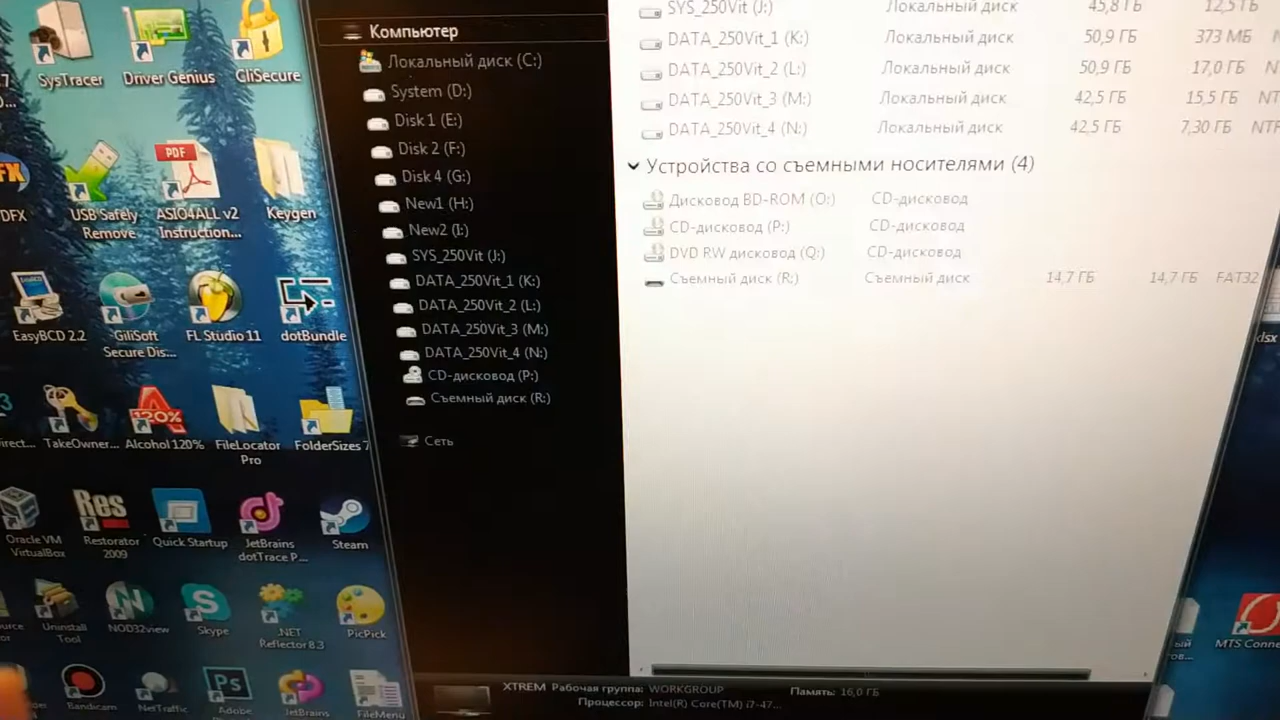 SysTracer
Driver Genius
GliSecure
USB Safely
Remove
PDF
ASIO4ALL v2
Instruction...
Keygen
DFX
EasyBCD 2.2
GiliSoft
Secure Dis...
FL Studio 11
dotBundle
TakeOwner...
120%
Alcohol 120%
FileLocator
Pro
FolderSizes 7
Oracle VM
VirtualBox
Res
Restorator
2009
Quick Startup
JetBrains
dotTrace P...
Steam
Uninstall
Tool
NOD32view
Skype
.NET
Reflector 8.3
PicPick
Bandicam
NetTraffic
Ps
Adobe
JetBrains
FileMenu
Компьютер
Локальный диск (C:)
System (D:)
Disk 1 (E:)
Disk 2 (F:)
Disk 4 (G:)
New1 (H:)
New2 (I:)
SYS_250Vit (J:)
DATA_250Vit_1 (K:)
DATA_250Vit_2 (L:)
DATA_250Vit_3 (M:)
DATA_250Vit_4 (N:)
CD-дисковод (P:)
Съемный диск (R:)
Сеть
SYS_250Vit (J:) Локальный диск 45,8 ГБ 12,5 ГБ
DATA_250Vit_1 (K:) Локальный диск 50,9 ГБ 373 МБ
DATA_250Vit_2 (L:) Локальный диск 50,9 ГБ 17,0 ГБ
DATA_250Vit_3 (M:) Локальный диск 42,5 ГБ 15,5 ГБ NTF
DATA_250Vit_4 (N:) Локальный диск 42,5 ГБ 7,30 ГБ NTF
Устройства со съемными носителями (4)
Дисковод BD-ROM (O:) CD-дисковод
CD-дисковод (P:) CD-дисковод
DVD RW дисковод (Q:) CD-дисковод
Съемный диск (R:) Съемный диск 14,7 ГБ 14,7 ГБ FAT32
XTREM Рабочая группа: WORKGROUP Память: 16,0 ГБ
Процессор: Intel(R) Core(TM) i7-47...
MTS Conne